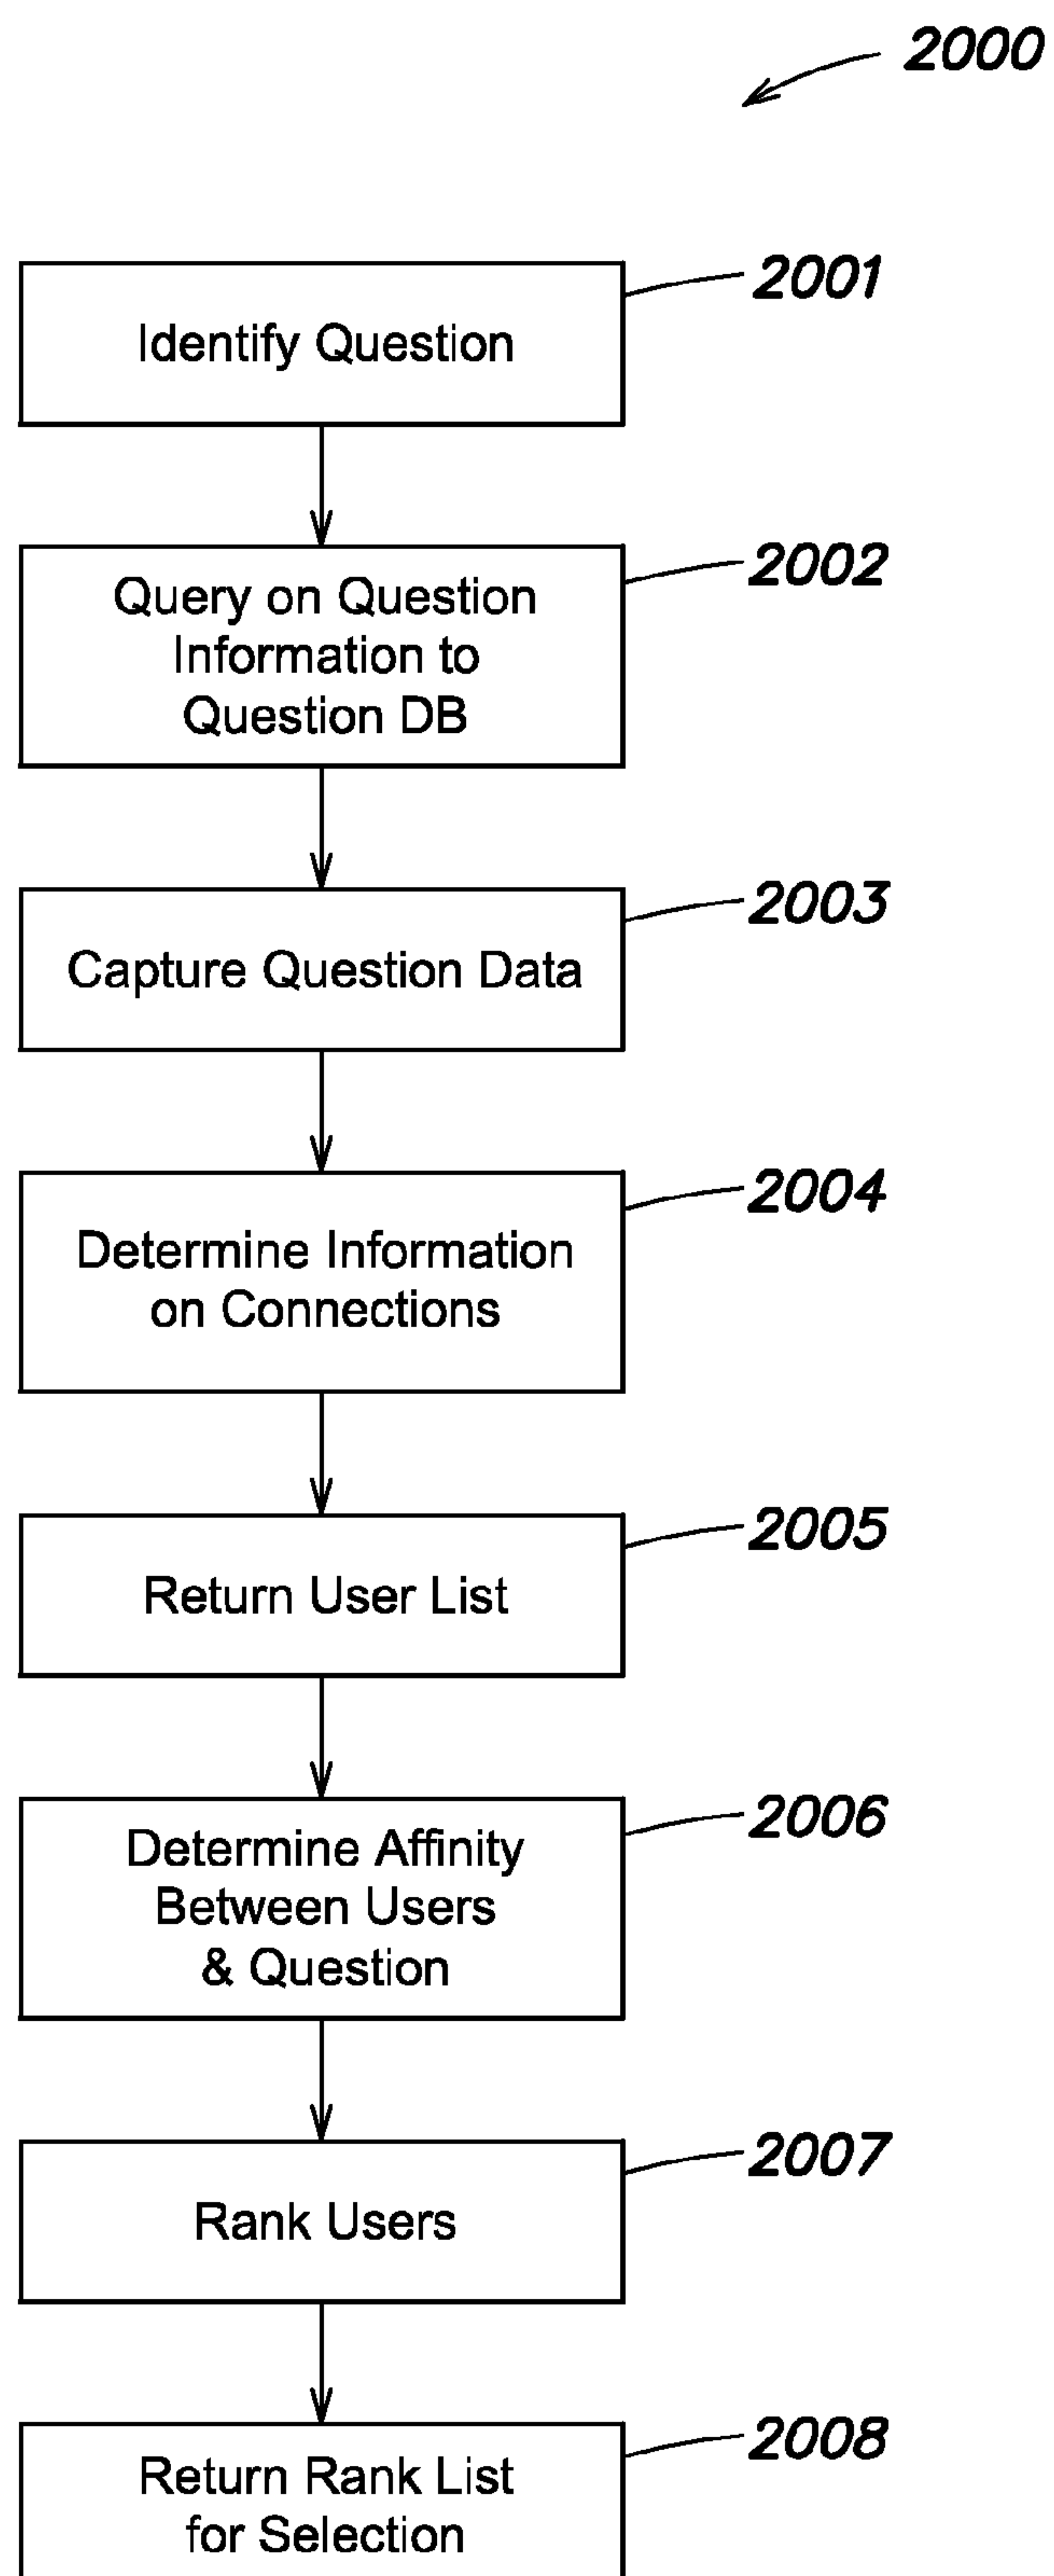 2000
2001
Identify Question
2002
Query on Question
Information to
Question DB
2003
Capture Question Data
2004
Determine Information
on Connections
2005
Return User List
2006
Determine Affinity
Between Users
& Question
2007
Rank Users
2008
Return Rank List
for Selection